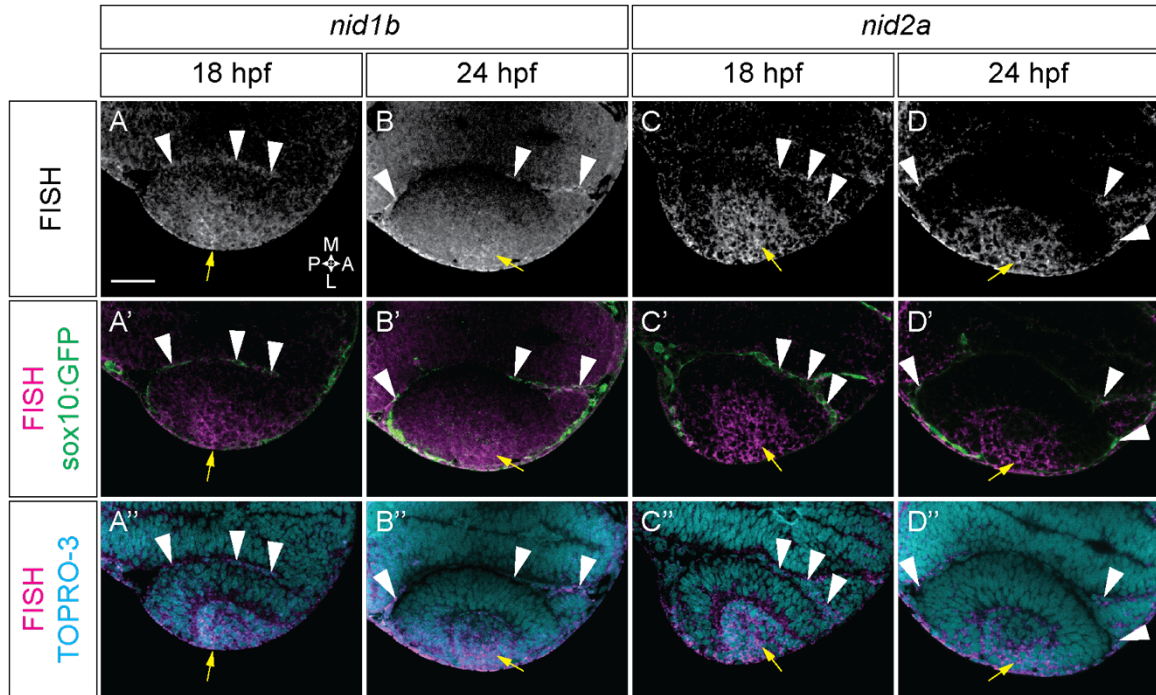 nid1b nid2a
18 hpf 24 hpf 18 hpf 24 hpf
FISH A B C D
M
P A
L
FISH
sox10:GFP A’ B’ C’ D’
FISH
TOPRO-3 A’’ B’’ C’’ D’’